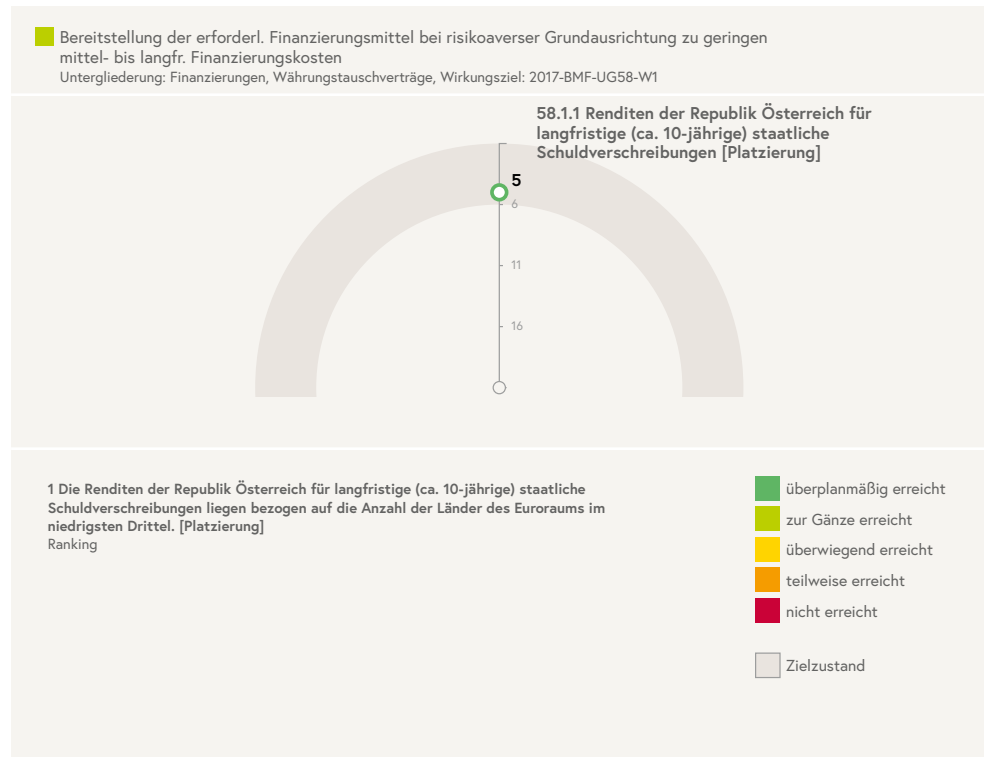 Bereitstellung der erforderl. Finanzierungsmittel bei risikoaverser Grundausrichtung zu geringen
mittel- bis langfr. Finanzierungskosten
Untergliederung: Finanzierungen, Währungstauschverträge, Wirkungsziel: 2017-BMF-UG58-W1
58.1.1 Renditen der Republik Österreich für
langfristige (ca. 10-jährige) staatliche
Schuldverschreibungen [Platzierung]
5
6
11
16
1 Die Renditen der Republik Österreich für langfristige (ca. 10-jährige) staatliche
Schuldverschreibungen liegen bezogen auf die Anzahl der Länder des Euroraums im
niedrigsten Drittel. [Platzierung]
Ranking
überplanmäßig erreicht
zur Gänze erreicht
überwiegend erreicht
teilweise erreicht
nicht erreicht
Zielzustand